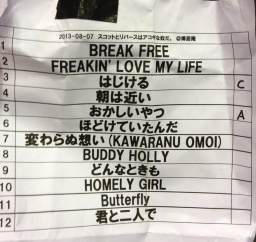 2013-08-07 スコットとリバースはアコギな奴だ。@博居庵
1 BREAK FREE
2 FREAKIN' LOVE MY LIFE
3 はじける C
4 朝は近い
5 おかしいやつ A
6 ほどけていたんだ
7 変わらぬ想い (KAWARANU OMOI)
8 BUDDY HOLLY
9 どんなときも
10 HOMELY GIRL
11 Butterfly
12 君と二人で